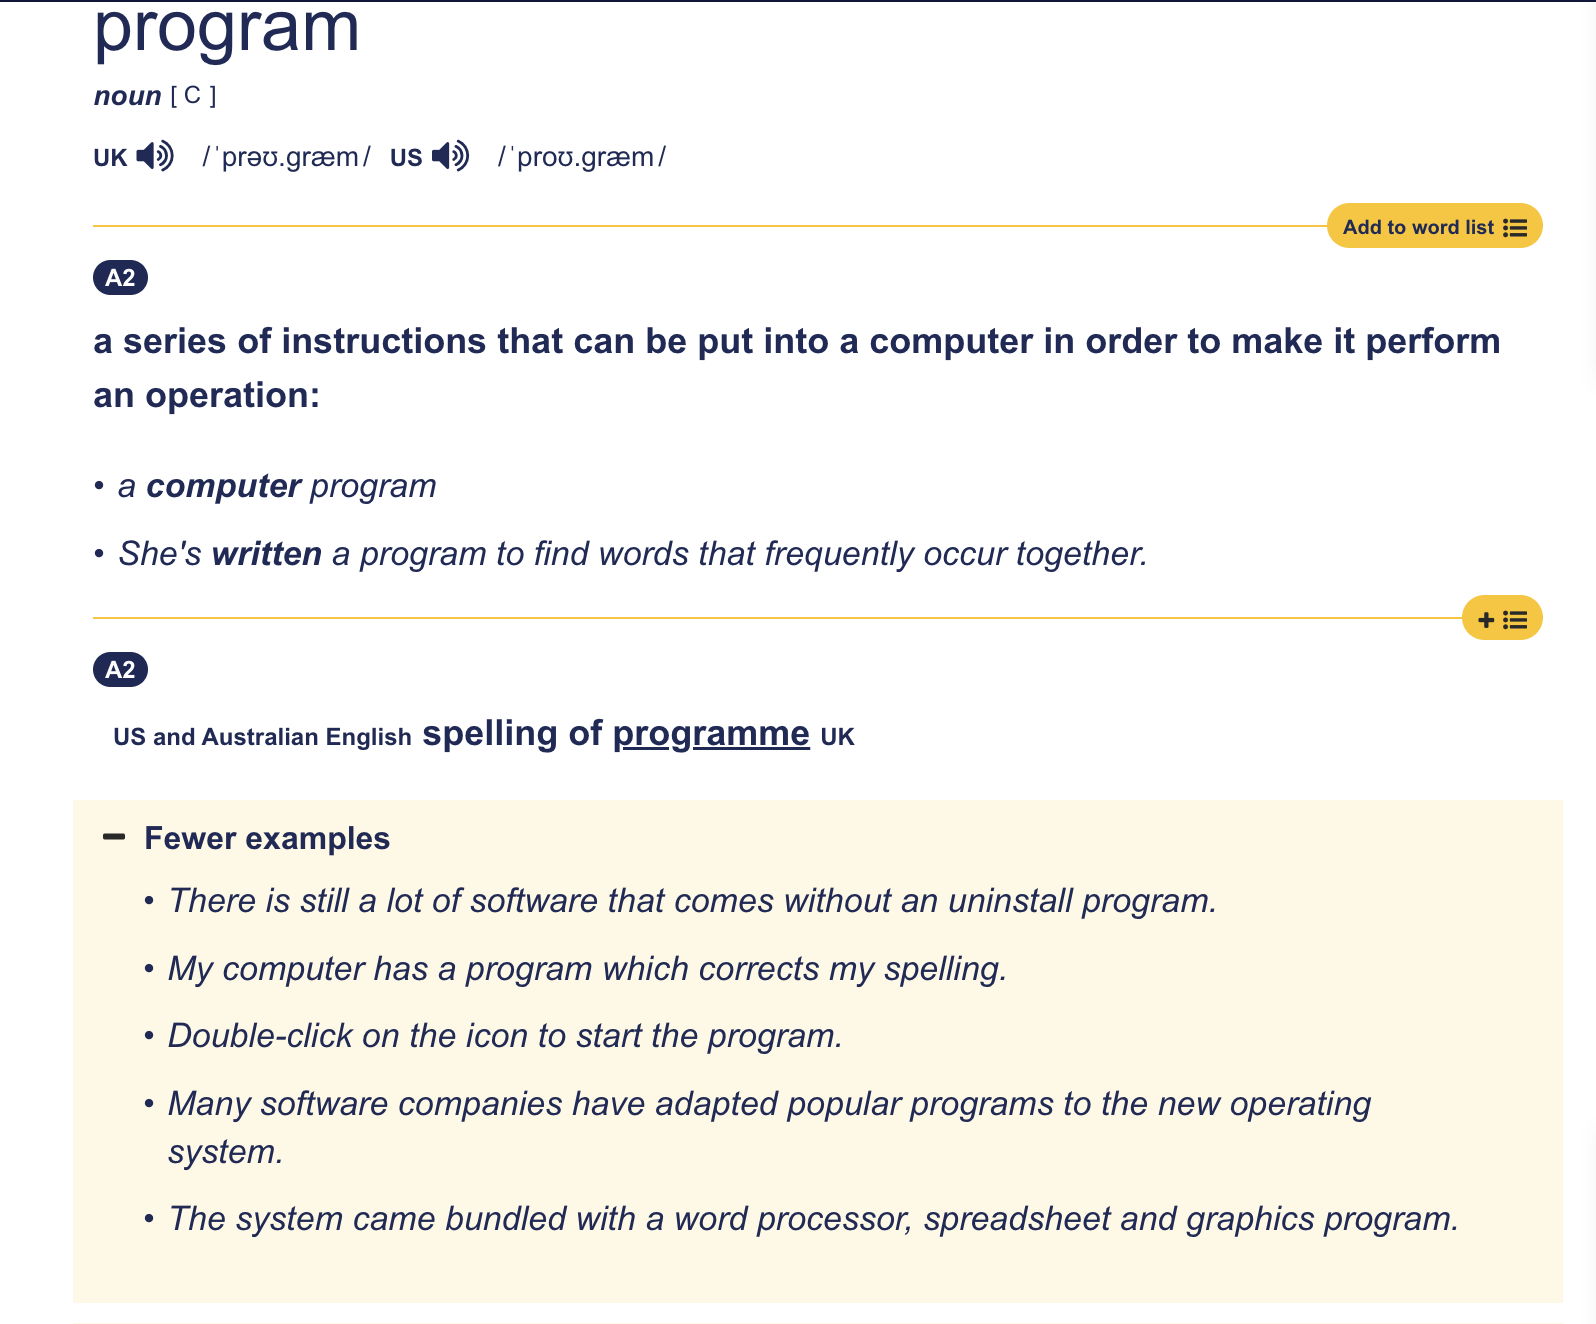 program
noun [ C ]
UK /ˈprəʊ.ɡræm/ US /ˈproʊ.ɡræm/
Add to word list
A2
a series of instructions that can be put into a computer in order to make it perform
an operation:
• a computer program
• She's written a program to find words that frequently occur together.
+
A2
US and Australian English spelling of programme UK
– Fewer examples
• There is still a lot of software that comes without an uninstall program.
• My computer has a program which corrects my spelling.
• Double-click on the icon to start the program.
• Many software companies have adapted popular programs to the new operating
system.
• The system came bundled with a word processor, spreadsheet and graphics program.